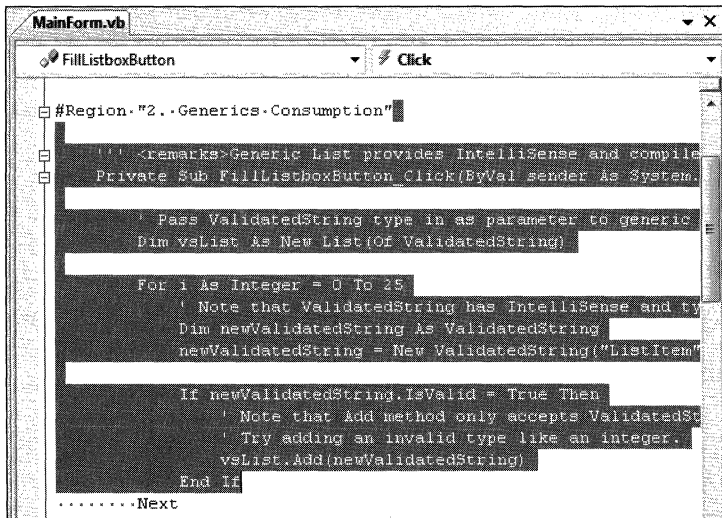 MainForm.vb
FillListboxButton Click
#Region·"2.·Generics·Consumption"
''' <remarks>Generic List provides IntelliSense and compile
Private Sub FillListboxButton_Click(ByVal sender As System.
' Pass ValidatedString type in as parameter to generic
Dim vsList As New List(Of ValidatedString)
For i As Integer = 0 To 25
' Note that ValidatedString has IntelliSense and ty
Dim newValidatedString As ValidatedString
newValidatedString = New ValidatedString("ListItem"
If newValidatedString.IsValid = True Then
' Note that Add method only accepts ValidatedSt
' Try adding an invalid type like an integer.
vsList.Add(newValidatedString)
End If
········Next